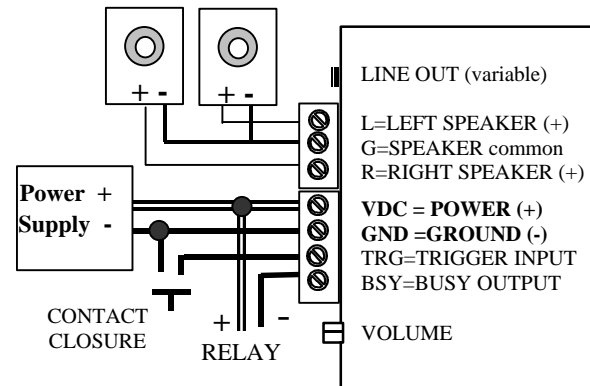 + -
+ -
LINE OUT (variable)
L=LEFT SPEAKER (+)
G=SPEAKER common
R=RIGHT SPEAKER (+)
Power +
Supply -
VDC = POWER (+)
GND =GROUND (-)
TRG=TRIGGER INPUT
BSY=BUSY OUTPUT
CONTACT
CLOSURE
+ -
RELAY
VOLUME